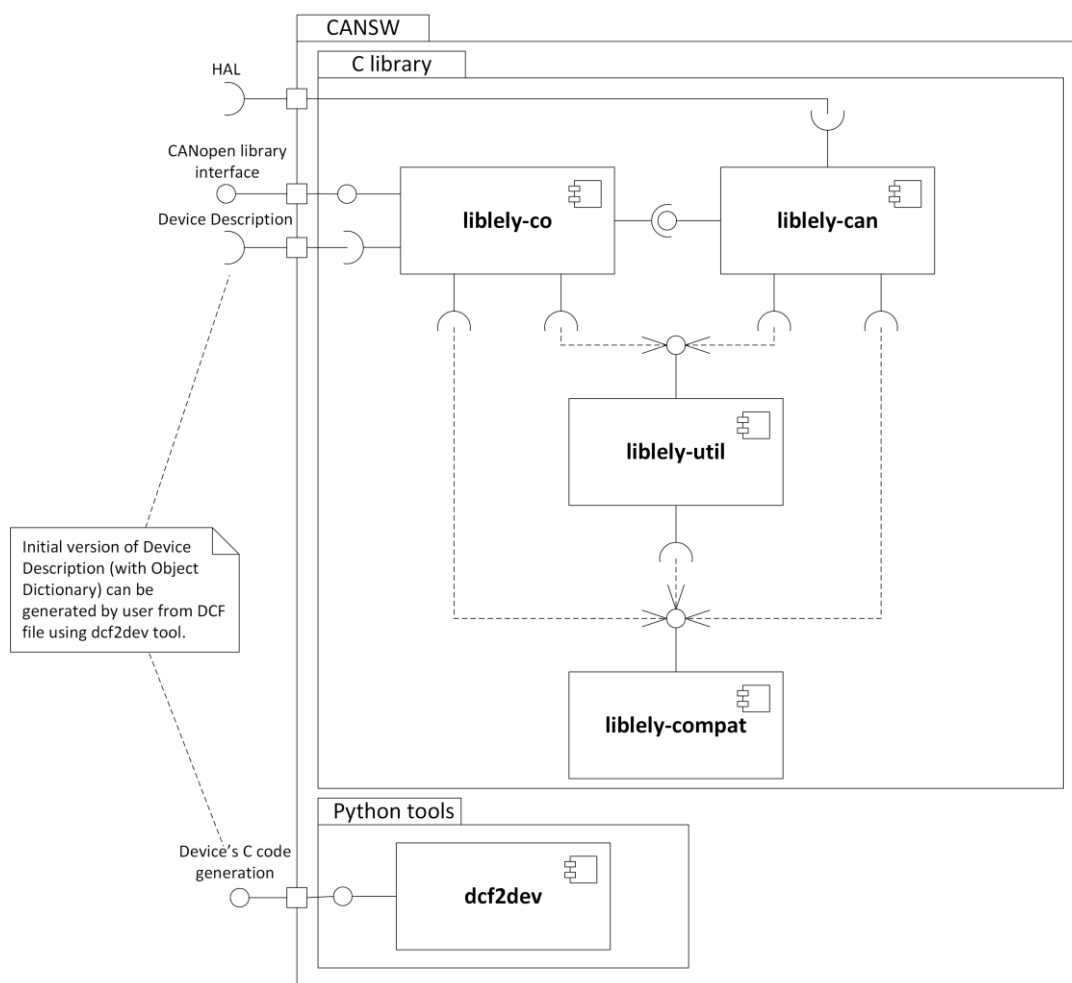 CANSW
C library
HAL
CANopen library
interface
Device Description
liblely-co
liblely-can
liblely-util
Initial version of Device
Description (with Object
Dictionary) can be
generated by user from DCF
file using dcf2dev tool.
liblely-compat
Python tools
Device's C code
generation
dcf2dev